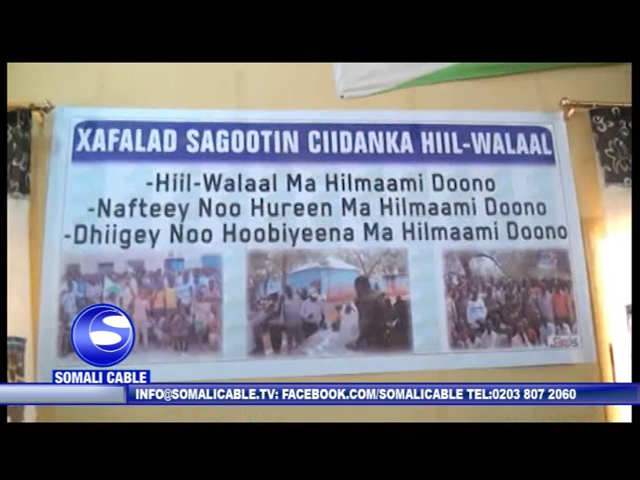 XAFALAD SAGOOTIN CIIDANKA HIIL-WALAAL
-Hiil-Walaal Ma Hilmaami Doono
-Nafteey Noo Hureen Ma Hilmaami Doono
-Dhiigey Noo Hoobiyeena Ma Hilmaami Doono
S
SOMALI CABLE
INFO@SOMALICABLE.TV: FACEBOOK.COM/SOMALICABLE TEL:0203 807 2060